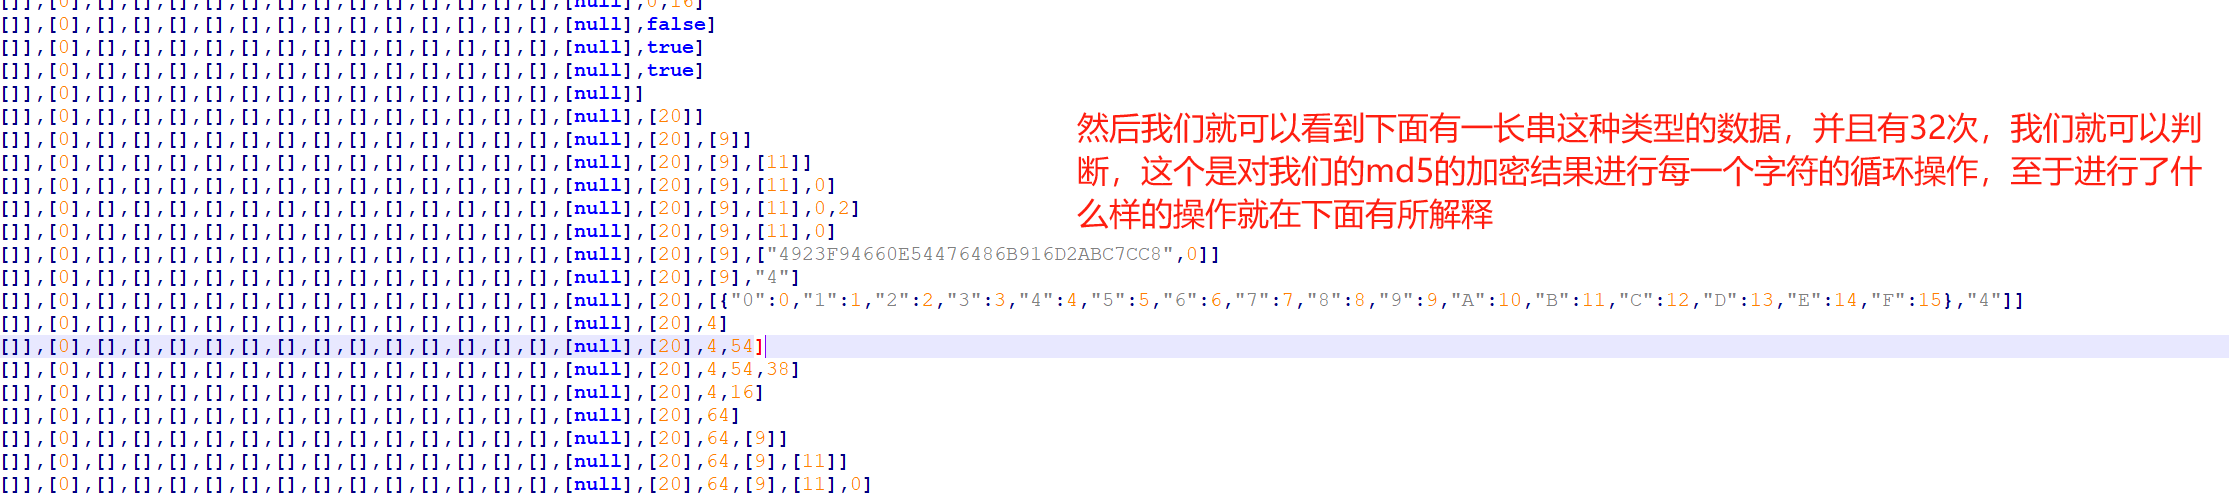 []],[0],[],[],[],[],[],[],[],[],[],[],[],[],[],[null],0,16]
[]],[0],[],[],[],[],[],[],[],[],[],[],[],[],[],[null],false]
[]],[0],[],[],[],[],[],[],[],[],[],[],[],[],[],[null],true]
[]],[0],[],[],[],[],[],[],[],[],[],[],[],[],[],[null],true]
[]],[0],[],[],[],[],[],[],[],[],[],[],[],[],[],[null]]
[]],[0],[],[],[],[],[],[],[],[],[],[],[],[],[],[null],[20]]
[]],[0],[],[],[],[],[],[],[],[],[],[],[],[],[],[null],[20],[9]]
[]],[0],[],[],[],[],[],[],[],[],[],[],[],[],[],[null],[20],[9],[11]]
[]],[0],[],[],[],[],[],[],[],[],[],[],[],[],[],[null],[20],[9],[11],0]
[]],[0],[],[],[],[],[],[],[],[],[],[],[],[],[],[null],[20],[9],[11],0,2]
[]],[0],[],[],[],[],[],[],[],[],[],[],[],[],[],[null],[20],[9],[11],0]
[]],[0],[],[],[],[],[],[],[],[],[],[],[],[],[],[null],[20],[9],["4923F94660E54476486B916D2ABC7CC8",0]]
[]],[0],[],[],[],[],[],[],[],[],[],[],[],[],[],[null],[20],[9],"4"]
[]],[0],[],[],[],[],[],[],[],[],[],[],[],[],[],[null],[20],[{"0":0,"1":1,"2":2,"3":3,"4":4,"5":5,"6":6,"7":7,"8":8,"9":9,"A":10,"B":11,"C":12,"D":13,"E":14,"F":15},"4"]]
[]],[0],[],[],[],[],[],[],[],[],[],[],[],[],[],[null],[20],4]
[]],[0],[],[],[],[],[],[],[],[],[],[],[],[],[],[null],[20],4,54]
[]],[0],[],[],[],[],[],[],[],[],[],[],[],[],[],[null],[20],4,54,38]
[]],[0],[],[],[],[],[],[],[],[],[],[],[],[],[],[null],[20],4,16]
[]],[0],[],[],[],[],[],[],[],[],[],[],[],[],[],[null],[20],64]
[]],[0],[],[],[],[],[],[],[],[],[],[],[],[],[],[null],[20],64,[9]]
[]],[0],[],[],[],[],[],[],[],[],[],[],[],[],[],[null],[20],64,[9],[11]]
[]],[0],[],[],[],[],[],[],[],[],[],[],[],[],[],[null],[20],64,[9],[11],0]
然后我们就可以看到下面有一长串这种类型的数据，并且有32次，我们就可以判
断，这个是对我们的md5的加密结果进行每一个字符的循环操作，至于进行了什
么样的操作就在下面有所解释